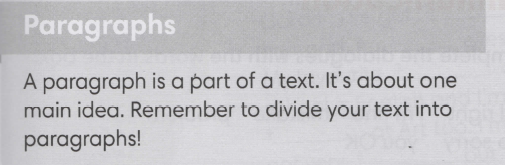 Paragraphs
A paragraph is a part of a text. It's about one
main idea. Remember to divide your text into
paragraphs!